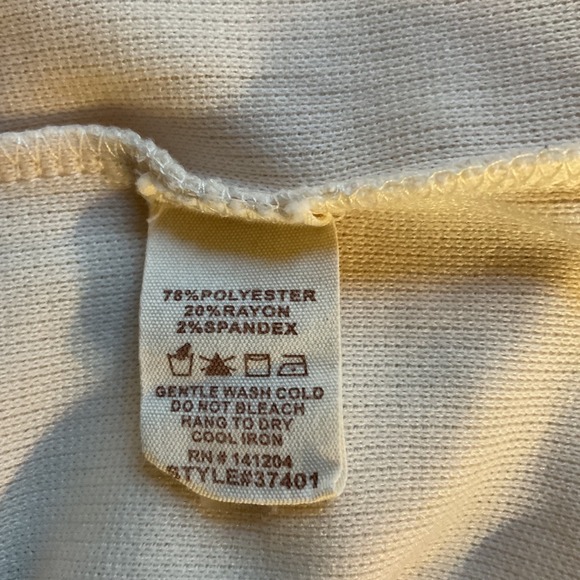 78%POLYESTER
20%RAYON
2%SPANDEX
GENTLE WASH COLD
DO NOT BLEACH
HANG TO DRY
COOL IRON
RN # 141204
STYLE#37401